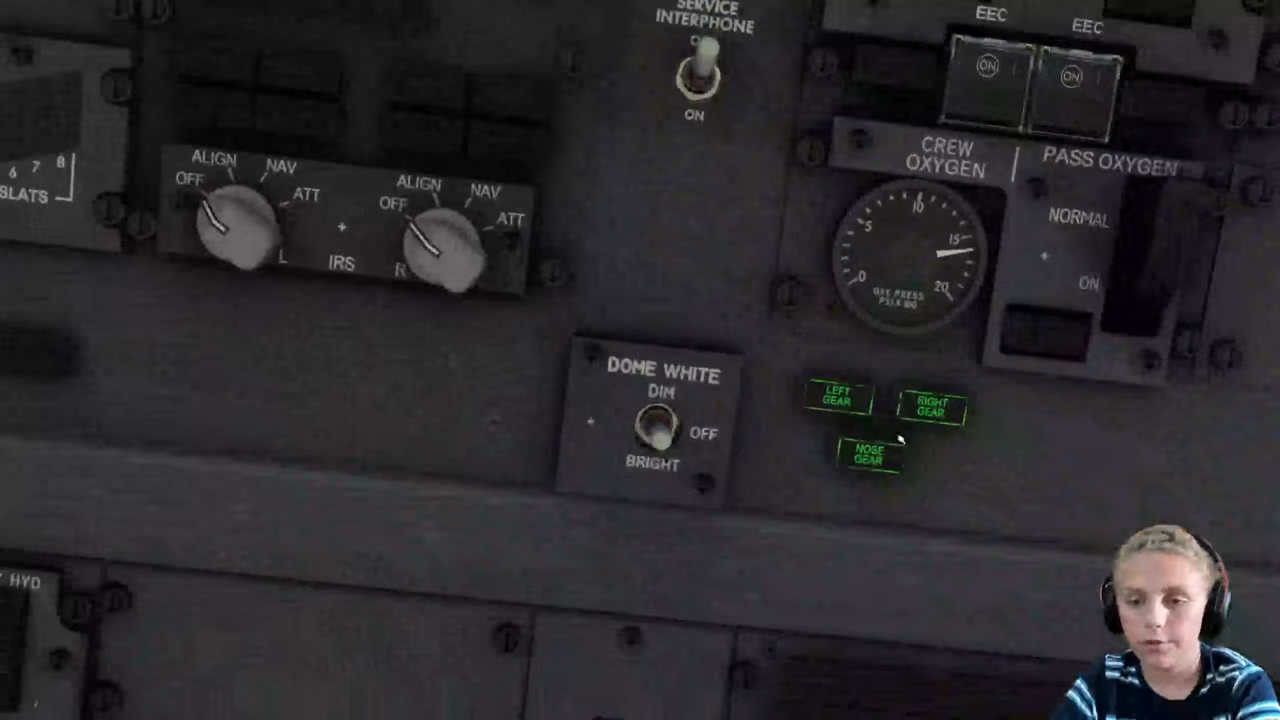 SERVICE
INTERPHONE
ON
EEC
EEC
ON
ON
6 7 8
SLATS
OFF ALIGN NAV ATT
L
IRS
OFF ALIGN NAV ATT
R
CREW
OXYGEN
PASS OXYGEN
0 5 10 15 20
NORMAL
ON
DOME WHITE
DIM
OFF
BRIGHT
LEFT
GEAR
RIGHT
GEAR
NOSE
GEAR
HYD